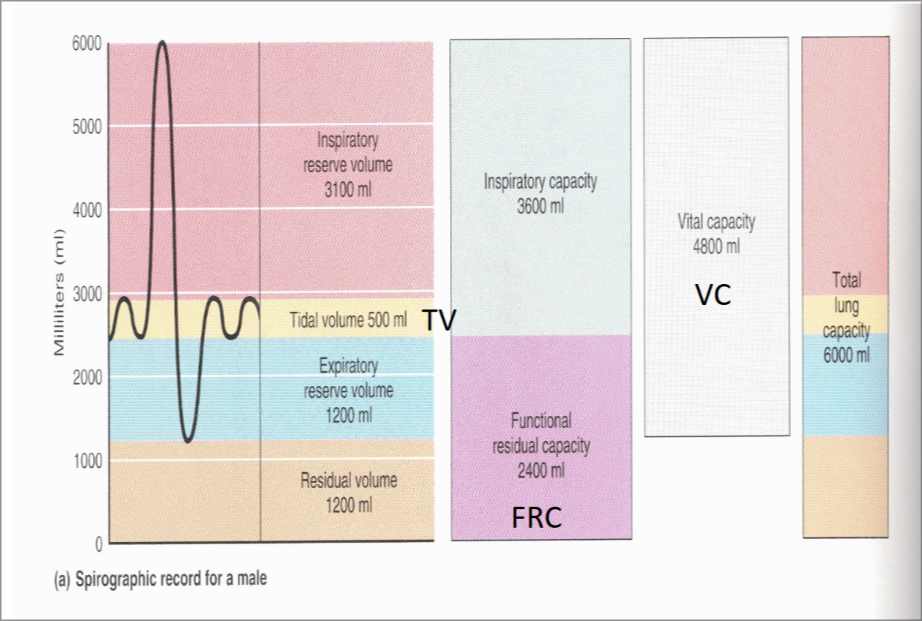 6000
5000
4000
3000
2000
1000
0
Milliliters (ml)
Inspiratory
reserve volume
3100 ml
Tidal volume 500 ml
TV
Expiratory
reserve volume
1200 ml
Residual volume
1200 ml
Inspiratory capacity
3600 ml
Functional
residual capacity
2400 ml
FRC
Vital capacity
4800 ml
VC
Total
lung
capacity
6000 ml
(a) Spirographic record for a male